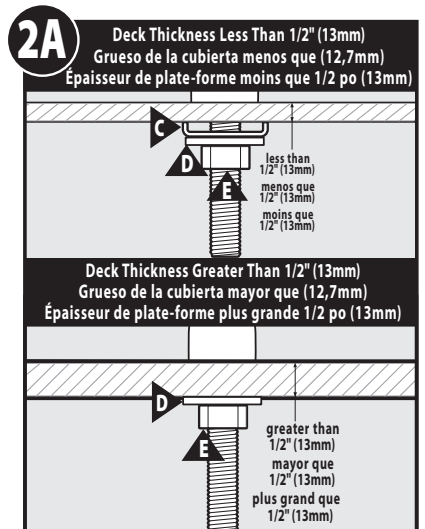 2A
Deck Thickness Less Than 1/2" (13mm)
Grueso de la cubierta menos que (12,7mm)
Épaisseur de plate-forme moins que 1/2 po (13mm)
C
D
E
less than
1/2" (13mm)
menos que
1/2" (13mm)
moins que
1/2" (13mm)
Deck Thickness Greater Than 1/2" (13mm)
Grueso de la cubierta mayor que (12,7mm)
Épaisseur de plate-forme plus grande 1/2 po (13mm)
D
E
greater than
1/2" (13mm)
mayor que
1/2" (13mm)
plus grand que
1/2" (13mm)